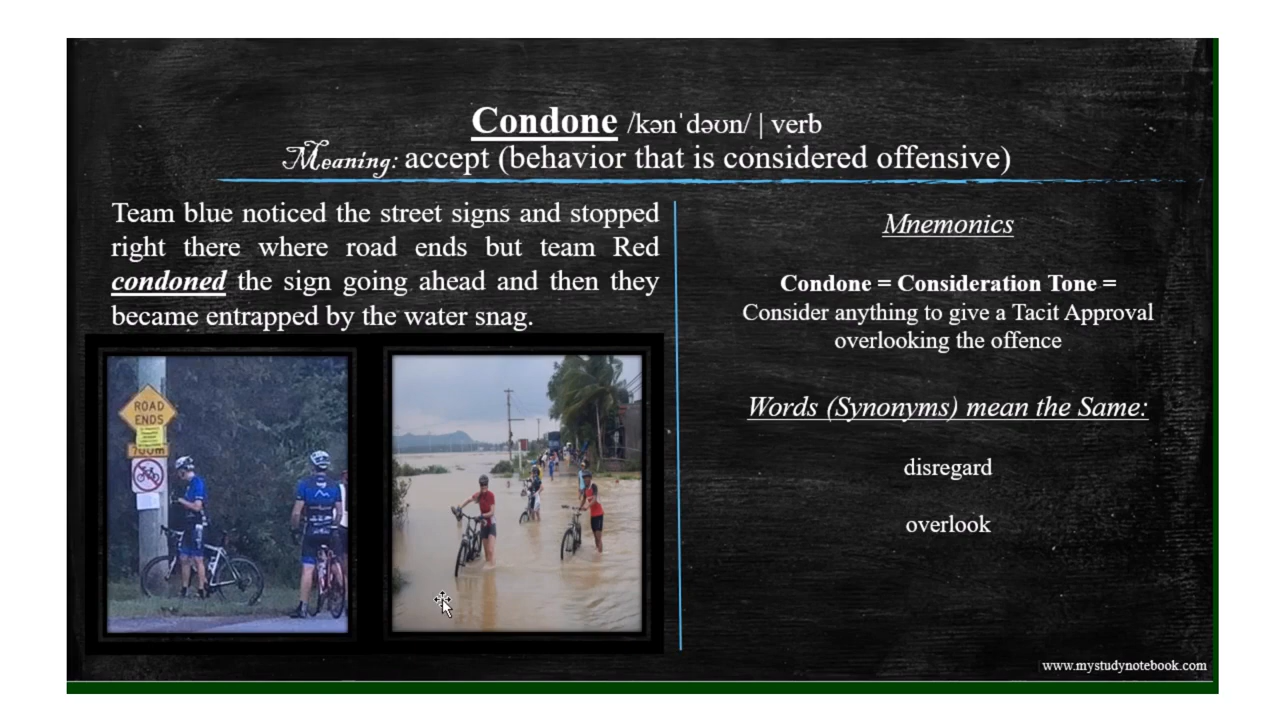 Condone /kənˈdəʊn/ | verb
Meaning: accept (behavior that is considered offensive)
Team blue noticed the street signs and stopped
right there where road ends but team Red
condoned the sign going ahead and then they
became entrapped by the water snag.
ROAD
ENDS
700m
Mnemonics
Condone = Consideration Tone =
Consider anything to give a Tacit Approval
overlooking the offence
Words (Synonyms) mean the Same:
disregard
overlook
www.mystudynotebook.com